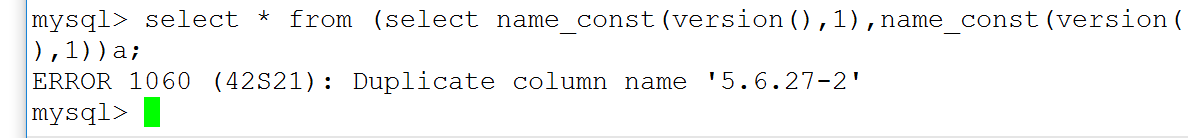 mysql> select * from (select name_const(version(),1),name_const(version(
),1))a;
ERROR 1060 (42S21): Duplicate column name '5.6.27-2'
mysql>